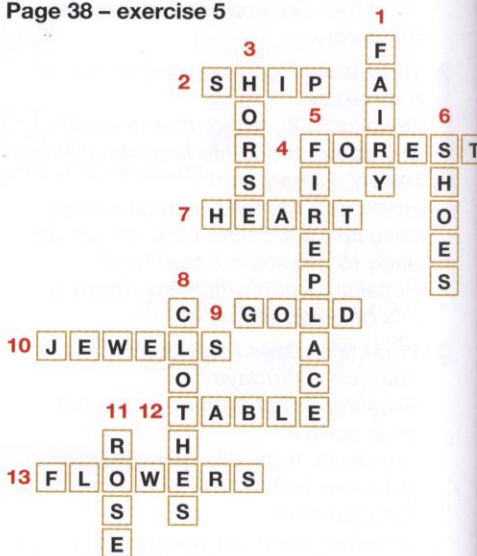 Page 38 – exercise 5
1
3 F
2 S H I P A
O 5 I 6
R 4 F O R E S T
S I Y H
7 H E A R T O
E E
8 P S
C 9 G O L D
10 J E W E L S A
O C
11 12 T A B L E
R H
13 F L O W E R S
S S
E